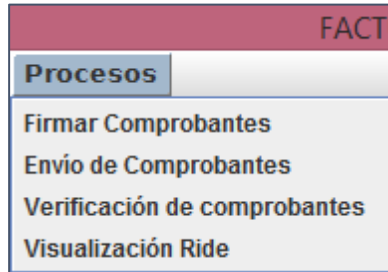 FACT
Procesos
Firmar Comprobantes
Envío de Comprobantes
Verificación de comprobantes
Visualización Ride